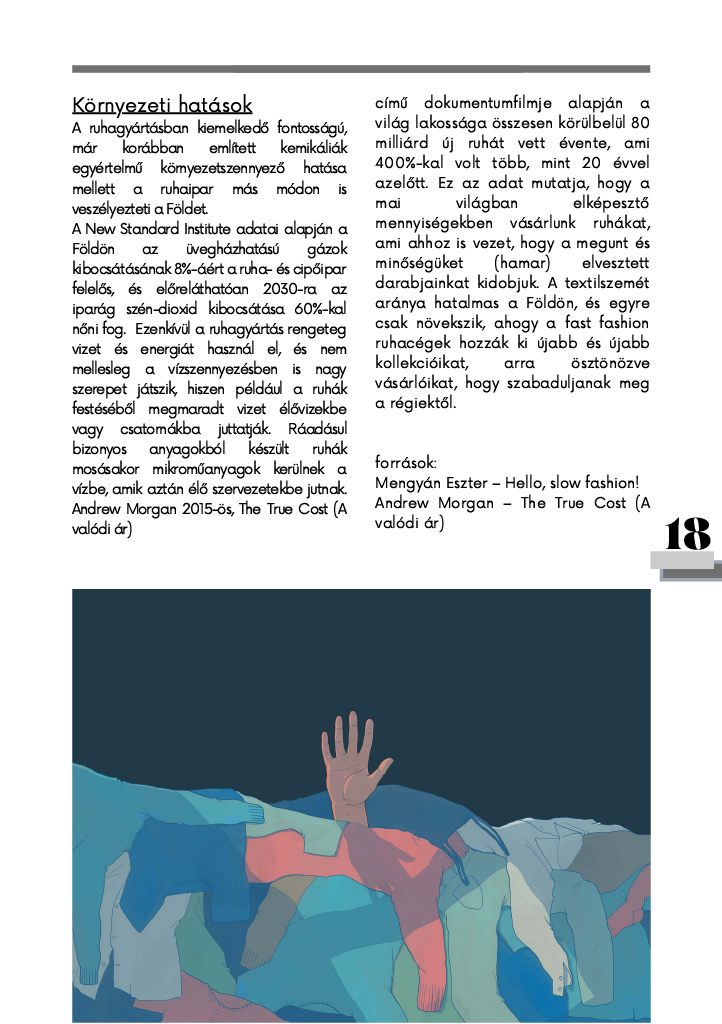 Környezeti hatások
A ruhagyártásban kiemelkedő fontosságú,
már korábban említett kemikáliák
egyértelmű környezetszennyező hatása
mellett a ruhaipar más módon is
veszélyezteti a Földet.
A New Standard Institute adatai alapján a
Földön az üvegházhatású gázok
kibocsátásának 8%-áért a ruha- és cipőipar
felelős, és előreláthatóan 2030-ra az
iparág szén-dioxid kibocsátása 60%-kal
nőni fog. Ezenkívül a ruhagyártás rengeteg
vizet és energiát használ el, és nem
mellesleg a vízszennyezésben is nagy
szerepet játszik, hiszen például a ruhák
festéséből megmaradt vizet élővizekbe
vagy csatornákba juttatják. Ráadásul
bizonyos anyagokból készült ruhák
mosásakor mikroműanyagok kerülnek a
vízbe, amik aztán élő szervezetekbe jutnak.
Andrew Morgan 2015-ös, The True Cost (A
valódi ár)
című dokumentumfilmje alapján a
világ lakossága összesen körülbelül 80
milliárd új ruhát vett évente, ami
400%-kal volt több, mint 20 évvel
azelőtt. Ez az adat mutatja, hogy a
mai világban elképesztő
mennyiségekben vásárlunk ruhákat,
ami ahhoz is vezet, hogy a megunt és
minőségüket (hamar) elvesztett
darabjainkat kidobjuk. A textilszemét
aránya hatalmas a Földön, és egyre
csak növekszik, ahogy a fast fashion
ruhacégek hozzák ki újabb és újabb
kollekcióikat, arra ösztönözve
vásárlóikat, hogy szabaduljanak meg
a régiektől.
források:
Mengyán Eszter – Hello, slow fashion!
Andrew Morgan – The True Cost (A
valódi ár)
18